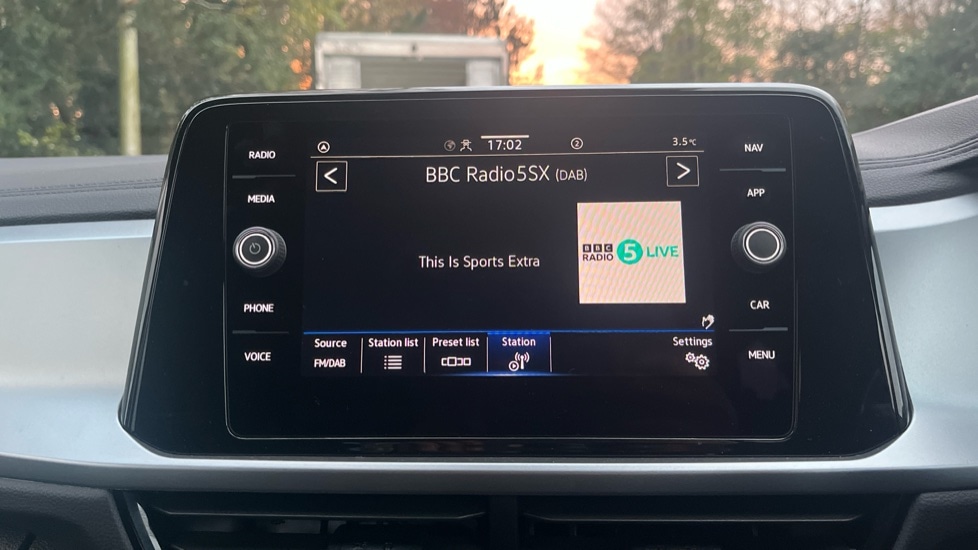 17:02
2
3.5°C
RADIO
MEDIA
PHONE
VOICE
<
BBC Radio5SX (DAB)
>
This Is Sports Extra
BBC
RADIO 5 LIVE
Source
FM/DAB
Station list
Preset list
Station
Settings
NAV
APP
CAR
MENU